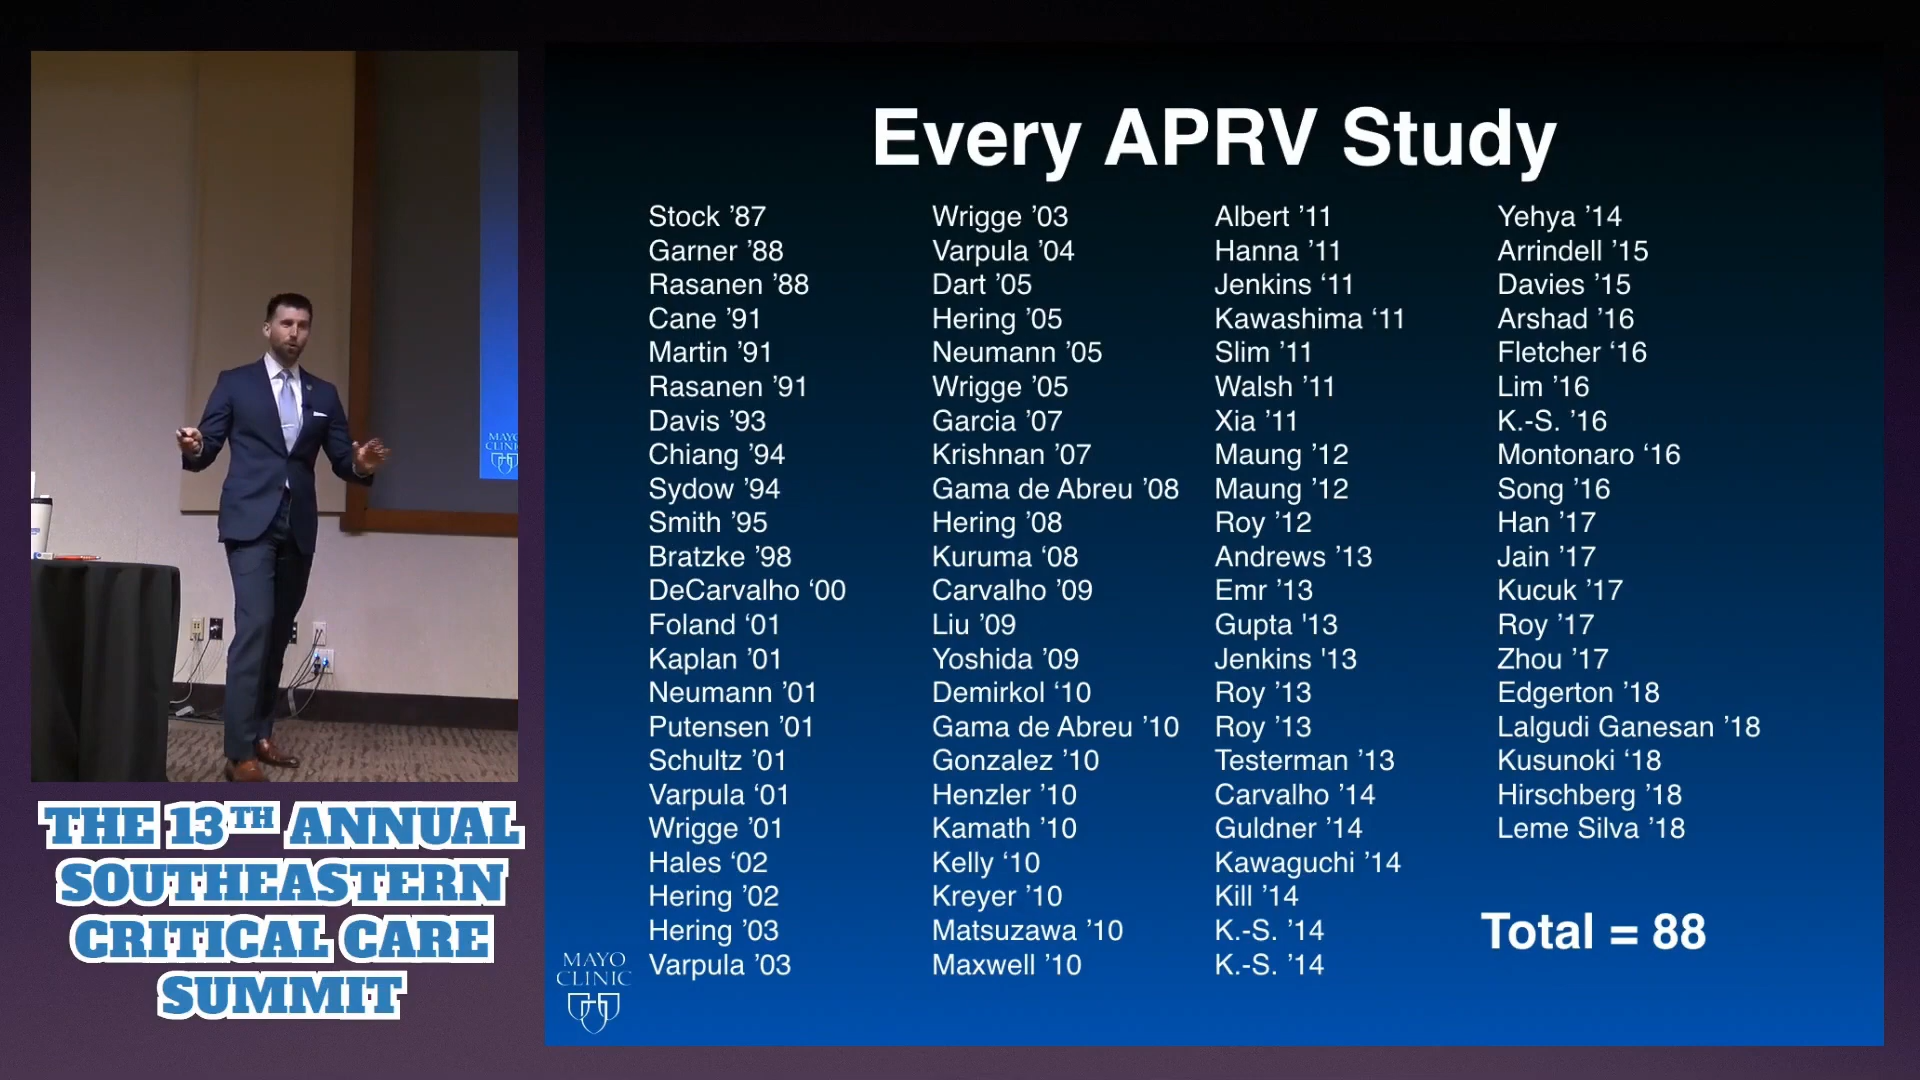 Every APRV Study
Stock ’87
Garner ’88
Rasanen ’88
Cane ’91
Martin ’91
Rasanen ’91
Davis ’93
Chiang ’94
Sydow ’94
Smith ’95
Bratzke ’98
DeCarvalho ‘00
Foland ‘01
Kaplan ’01
Neumann ’01
Putensen ’01
Schultz ’01
Varpula ‘01
Wrigge ’01
Hales ‘02
Hering ’02
Hering ’03
Varpula ’03
Wrigge ’03
Varpula ’04
Dart ’05
Hering ’05
Neumann ’05
Wrigge ’05
Garcia ’07
Krishnan ’07
Gama de Abreu ’08
Hering ’08
Kuruma ‘08
Carvalho ’09
Liu ’09
Yoshida ’09
Demirkol ‘10
Gama de Abreu ’10
Gonzalez ’10
Henzler ’10
Kamath ’10
Kelly ‘10
Kreyer ’10
Matsuzawa ’10
Maxwell ’10
Albert ’11
Hanna ’11
Jenkins ‘11
Kawashima ‘11
Slim ’11
Walsh ’11
Xia ’11
Maung ’12
Maung ’12
Roy ’12
Andrews ’13
Emr ’13
Gupta '13
Jenkins '13
Roy ’13
Roy ’13
Testerman ’13
Carvalho ’14
Guldner ’14
Kawaguchi ’14
Kill ’14
K.-S. ’14
K.-S. ’14
Yehya ’14
Arrindell ’15
Davies ’15
Arshad ’16
Fletcher ‘16
Lim ’16
K.-S. ’16
Montonaro ‘16
Song ’16
Han ’17
Jain ’17
Kucuk ’17
Roy ’17
Zhou ’17
Edgerton ’18
Lalgudi Ganesan ’18
Kusunoki ‘18
Hirschberg ’18
Leme Silva ’18
Total = 88
MAYO
CLINIC
MAYO
CLINIC
THE 13TH ANNUAL
SOUTHEASTERN
CRITICAL CARE
SUMMIT